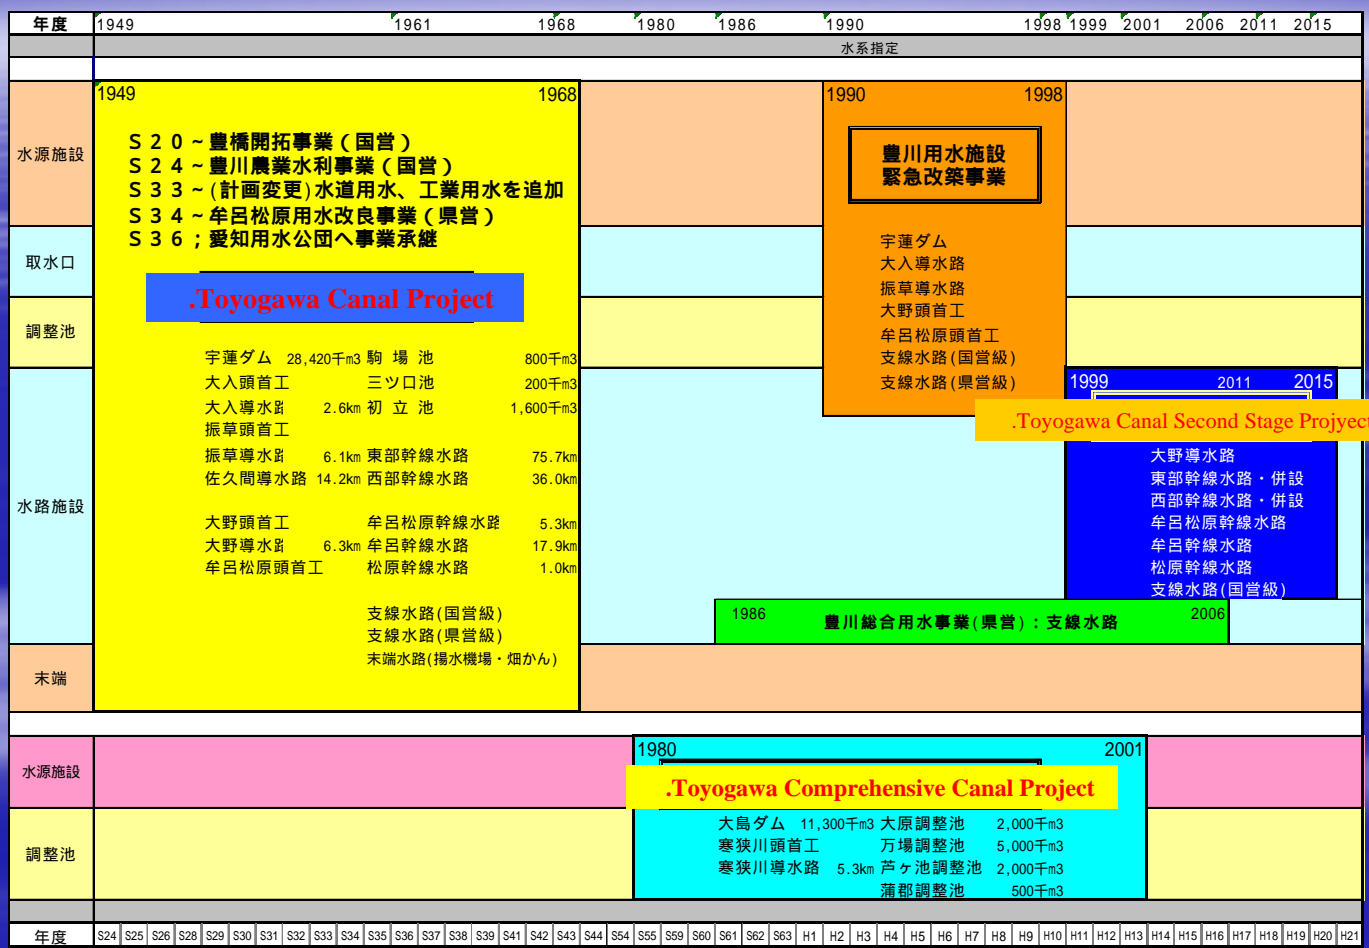 年度 1949 1961 1968 1980 1986 1990 1998 1999 2001 2006 2011 2015
水系指定
水源施設
取水口
調整池
水路施設
末端
1949 1968
S20~豊橋開拓事業(国営)
S24~豊川農業水利事業(国営)
S33~(計画変更)水道用水、工業用水を追加
S34~牟呂松原用水改良事業(県営)
S36;愛知用水公団へ事業承継
.Toyogawa Canal Project
宇蓮ダム 28,420千m3 駒場池 800千m3
大入頭首工 三ツ口池 200千m3
大入導水路 2.6km 初立池 1,600千m3
振草頭首工
振草導水路 6.1km 東部幹線水路 75.7km
佐久間導水路 14.2km 西部幹線水路 36.0km
大野頭首工 牟呂松原幹線水路 5.3km
大野導水路 6.3km 牟呂幹線水路 17.9km
牟呂松原頭首工 松原幹線水路 1.0km
支線水路(国営級)
支線水路(県営級)
末端水路(揚水機場・畑かん)
1990 1998
豊川用水施設
緊急改築事業
宇蓮ダム
大入導水路
振草導水路
大野頭首工
牟呂松原頭首工
支線水路(国営級)
支線水路(県営級)
1999 2011 2015
.Toyogawa Canal Second Stage Projyect
大野導水路
東部幹線水路・併設
西部幹線水路・併設
牟呂松原幹線水路
牟呂幹線水路
松原幹線水路
支線水路(国営級)
1986 豊川総合用水事業(県営):支線水路 2006
水源施設
調整池
1980 2001
.Toyogawa Comprehensive Canal Project
大島ダム 11,300千m3 大原調整池 2,000千m3
寒狭川頭首工 万場調整池 5,000千m3
寒狭川導水路 5.3km 芦ヶ池調整池 2,000千m3
蒲郡調整池 500千m3
年度 S24 S25 S26 S28 S29 S30 S31 S32 S33 S34 S35 S36 S37 S38 S39 S41 S42 S43 S44 S54 S55 S59 S60 S61 S62 S63 H1 H2 H3 H4 H5 H6 H7 H8 H9 H10 H11 H12 H13 H14 H15 H16 H17 H18 H19 H20 H21